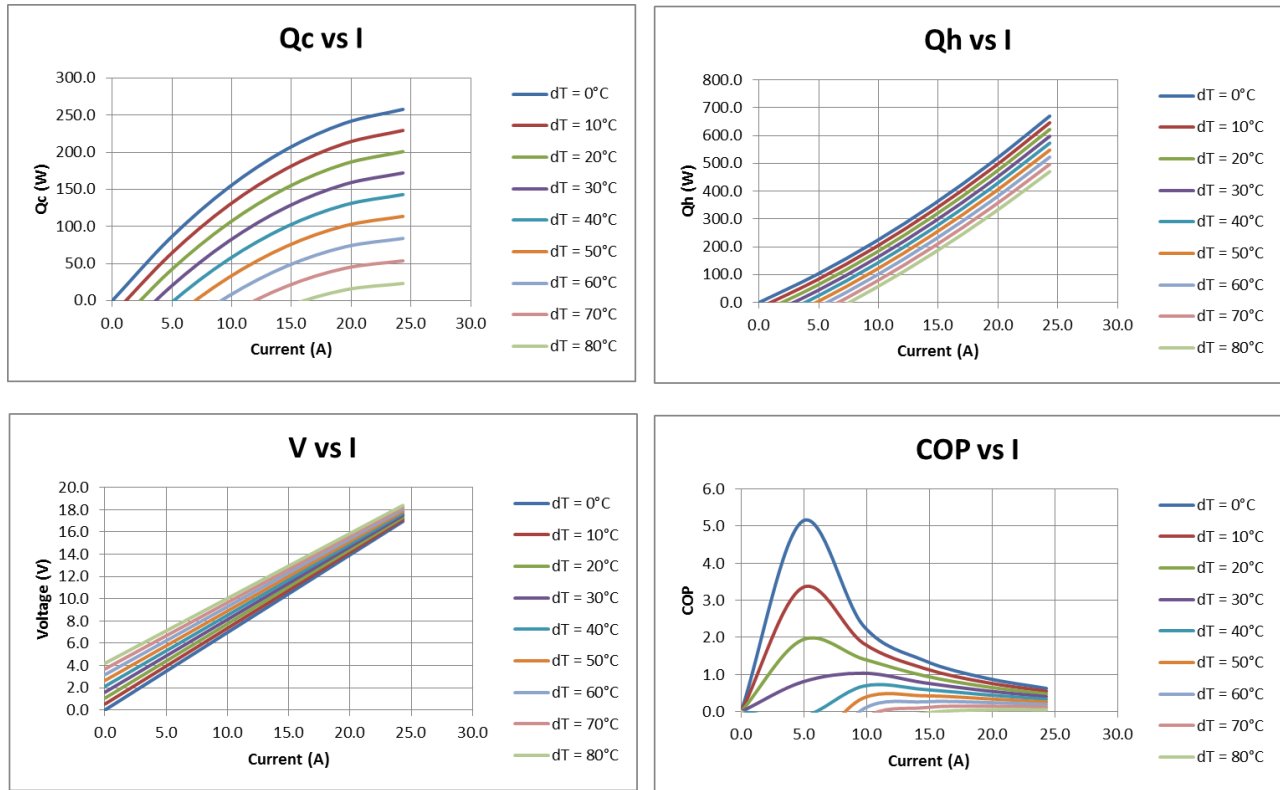 Qc vs I
Qc (W)
300.0
250.0
200.0
150.0
100.0
50.0
0.0
0.0 5.0 10.0 15.0 20.0 25.0 30.0
Current (A)
dT = 0°C
dT = 10°C
dT = 20°C
dT = 30°C
dT = 40°C
dT = 50°C
dT = 60°C
dT = 70°C
dT = 80°C
Qh vs I
Qh (W)
800.0
700.0
600.0
500.0
400.0
300.0
200.0
100.0
0.0
0.0 5.0 10.0 15.0 20.0 25.0 30.0
Current (A)
dT = 0°C
dT = 10°C
dT = 20°C
dT = 30°C
dT = 40°C
dT = 50°C
dT = 60°C
dT = 70°C
dT = 80°C
V vs I
Voltage (V)
20.0
18.0
16.0
14.0
12.0
10.0
8.0
6.0
4.0
2.0
0.0
0.0 5.0 10.0 15.0 20.0 25.0 30.0
Current (A)
dT = 0°C
dT = 10°C
dT = 20°C
dT = 30°C
dT = 40°C
dT = 50°C
dT = 60°C
dT = 70°C
dT = 80°C
COP vs I
COP
6.0
5.0
4.0
3.0
2.0
1.0
0.0
0.0 5.0 10.0 15.0 20.0 25.0 30.0
Current (A)
dT = 0°C
dT = 10°C
dT = 20°C
dT = 30°C
dT = 40°C
dT = 50°C
dT = 60°C
dT = 70°C
dT = 80°C